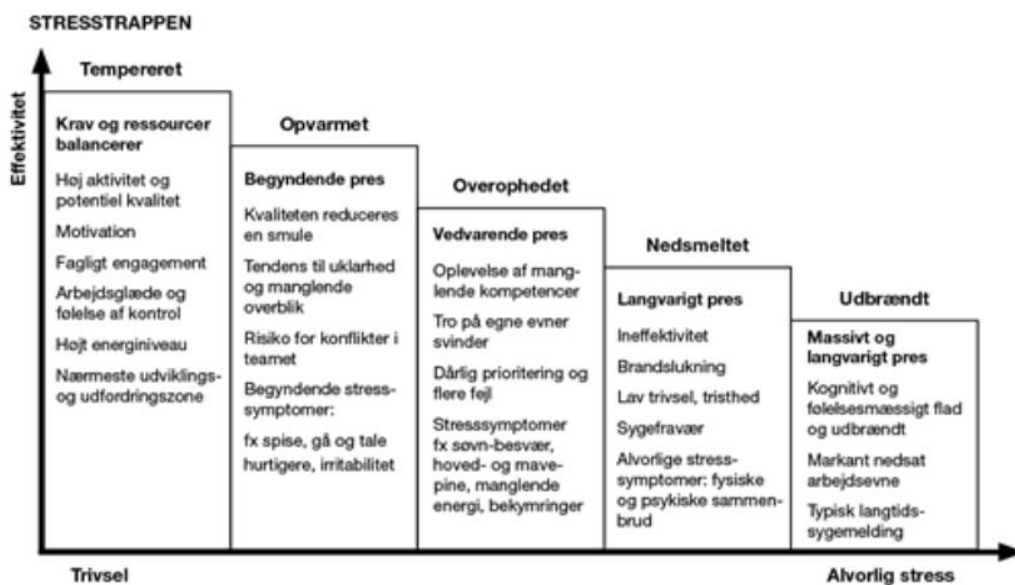 STRESSTRAPPEN
Effektivitet
Tempereret
Krav og ressourcer
balancerer
Høj aktivitet og
potentiel kvalitet
Motivation
Fagligt engagement
Arbejdsglæde og
følelse af kontrol
Højt energiniveau
Nærmeste udviklings-
og udfordringszone
Opvarmet
Begyndende pres
Kvaliteten reduceres
en smule
Tendens til uklarhed
og manglende
overblik
Risiko for konflikter i
teamet
Begyndende stress-
symptomer:
fx spise, gå og tale
hurtigere, irritabilitet
Overophedet
Vedvarende pres
Oplevelse af mang-
lende kompetencer
Tro på egne evner
svinder
Dårlig prioritering og
flere fejl
Stresssymptomer
fx søvn-besvær,
hoved- og mave-
pine, manglende
energi, bekymringer
Nedsmeltet
Langvarigt pres
Ineffektivitet
Brandslukning
Lav trivsel, tristhed
Sygefravær
Alvorlige stress-
symptomer: fysiske
og psykiske sammen-
brud
Udbrændt
Massivt og
langvarigt pres
Kognitivt og
følelsesmæssigt flad
og udbrændt
Markant nedsat
arbejdsevne
Typisk langtids-
sygemelding
Trivsel
Alvorlig stress